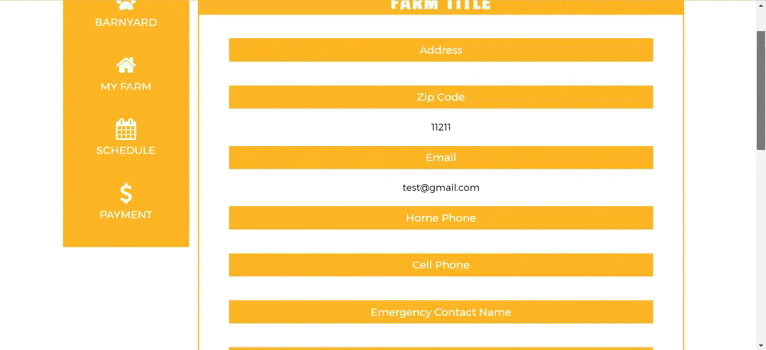 BARNYARD
MY FARM
SCHEDULE
$
PAYMENT
FARM TITLE
Address
Zip Code
11211
Email
test@gmail.com
Home Phone
Cell Phone
Emergency Contact Name